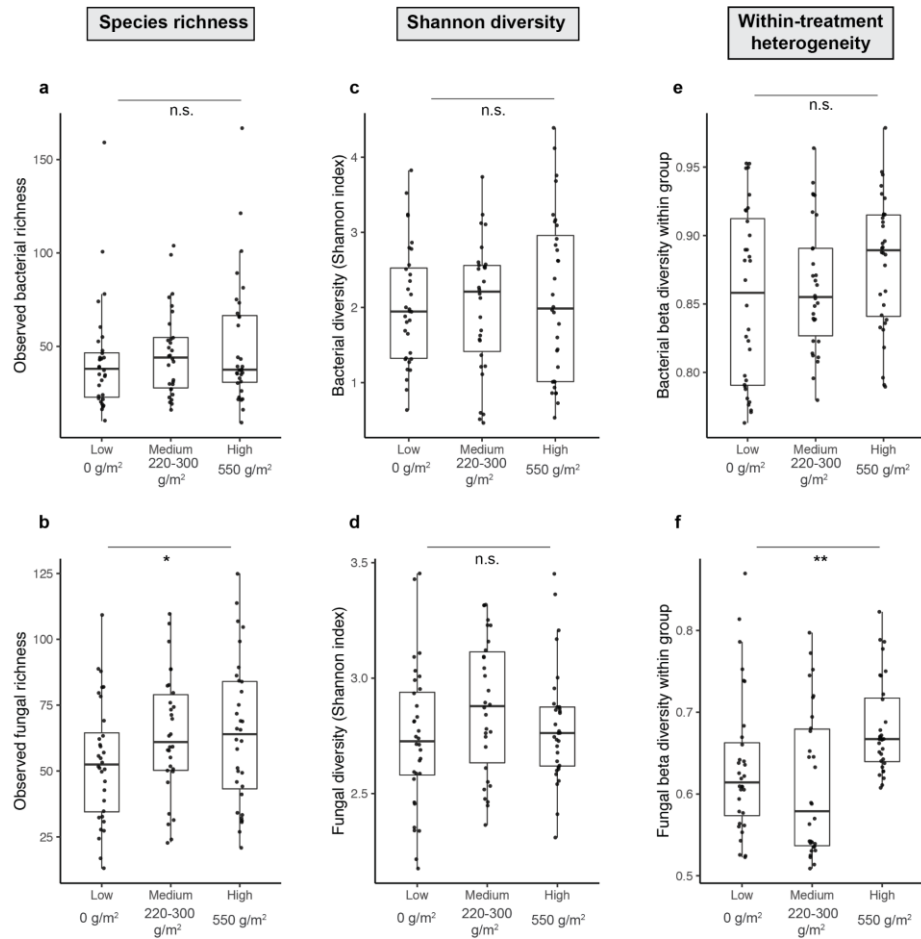 Species richness
Shannon diversity
Within-treatment
heterogeneity
a
n.s.
Observed bacterial richness
150
100
50
Low
0 g/m²
Medium
220-300
g/m²
High
550 g/m²
c
n.s.
Bacterial diversity (Shannon index)
4
3
2
1
Low
0 g/m²
Medium
220-300
g/m²
High
550 g/m²
e
n.s.
Bacterial beta diversity within group
0.95
0.90
0.85
0.80
Low
0 g/m²
Medium
220-300
g/m²
High
550 g/m²
b
*
Observed fungal richness
125
100
75
50
25
Low
0 g/m²
Medium
220-300
g/m²
High
550 g/m²
d
n.s.
Fungal diversity (Shannon index)
3.5
3.0
2.5
Low
0 g/m²
Medium
220-300
g/m²
High
550 g/m²
f
**
Fungal beta diversity within group
0.8
0.7
0.6
0.5
Low
0 g/m²
Medium
220-300
g/m²
High
550 g/m²